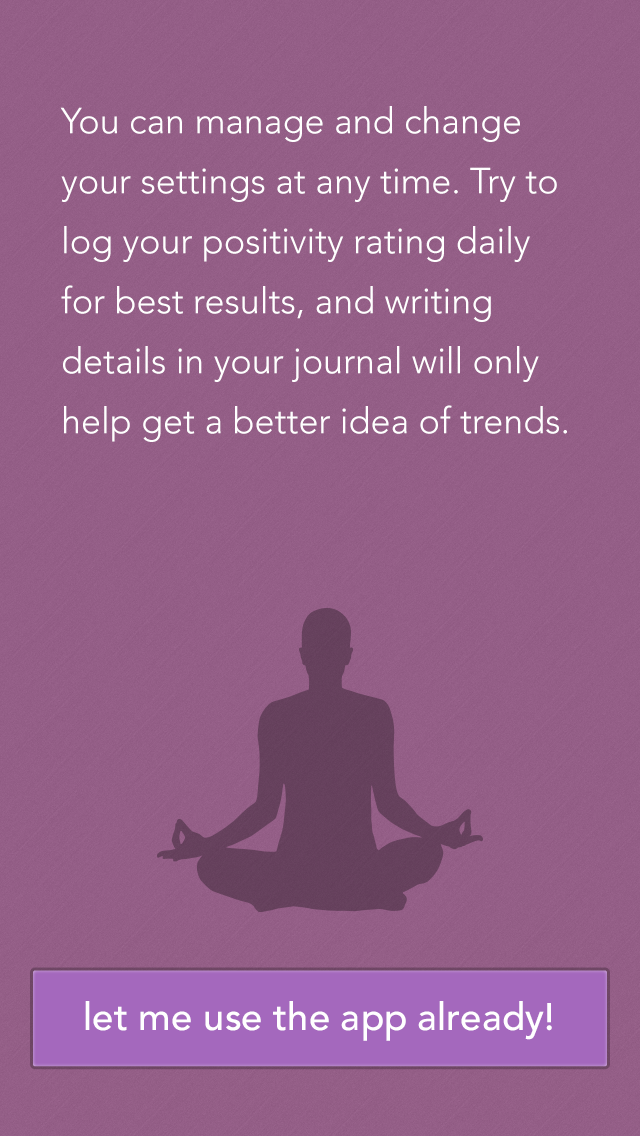 You can manage and change
your settings at any time. Try to
log your positivity rating daily
for best results, and writing
details in your journal will only
help get a better idea of trends.
let me use the app already!